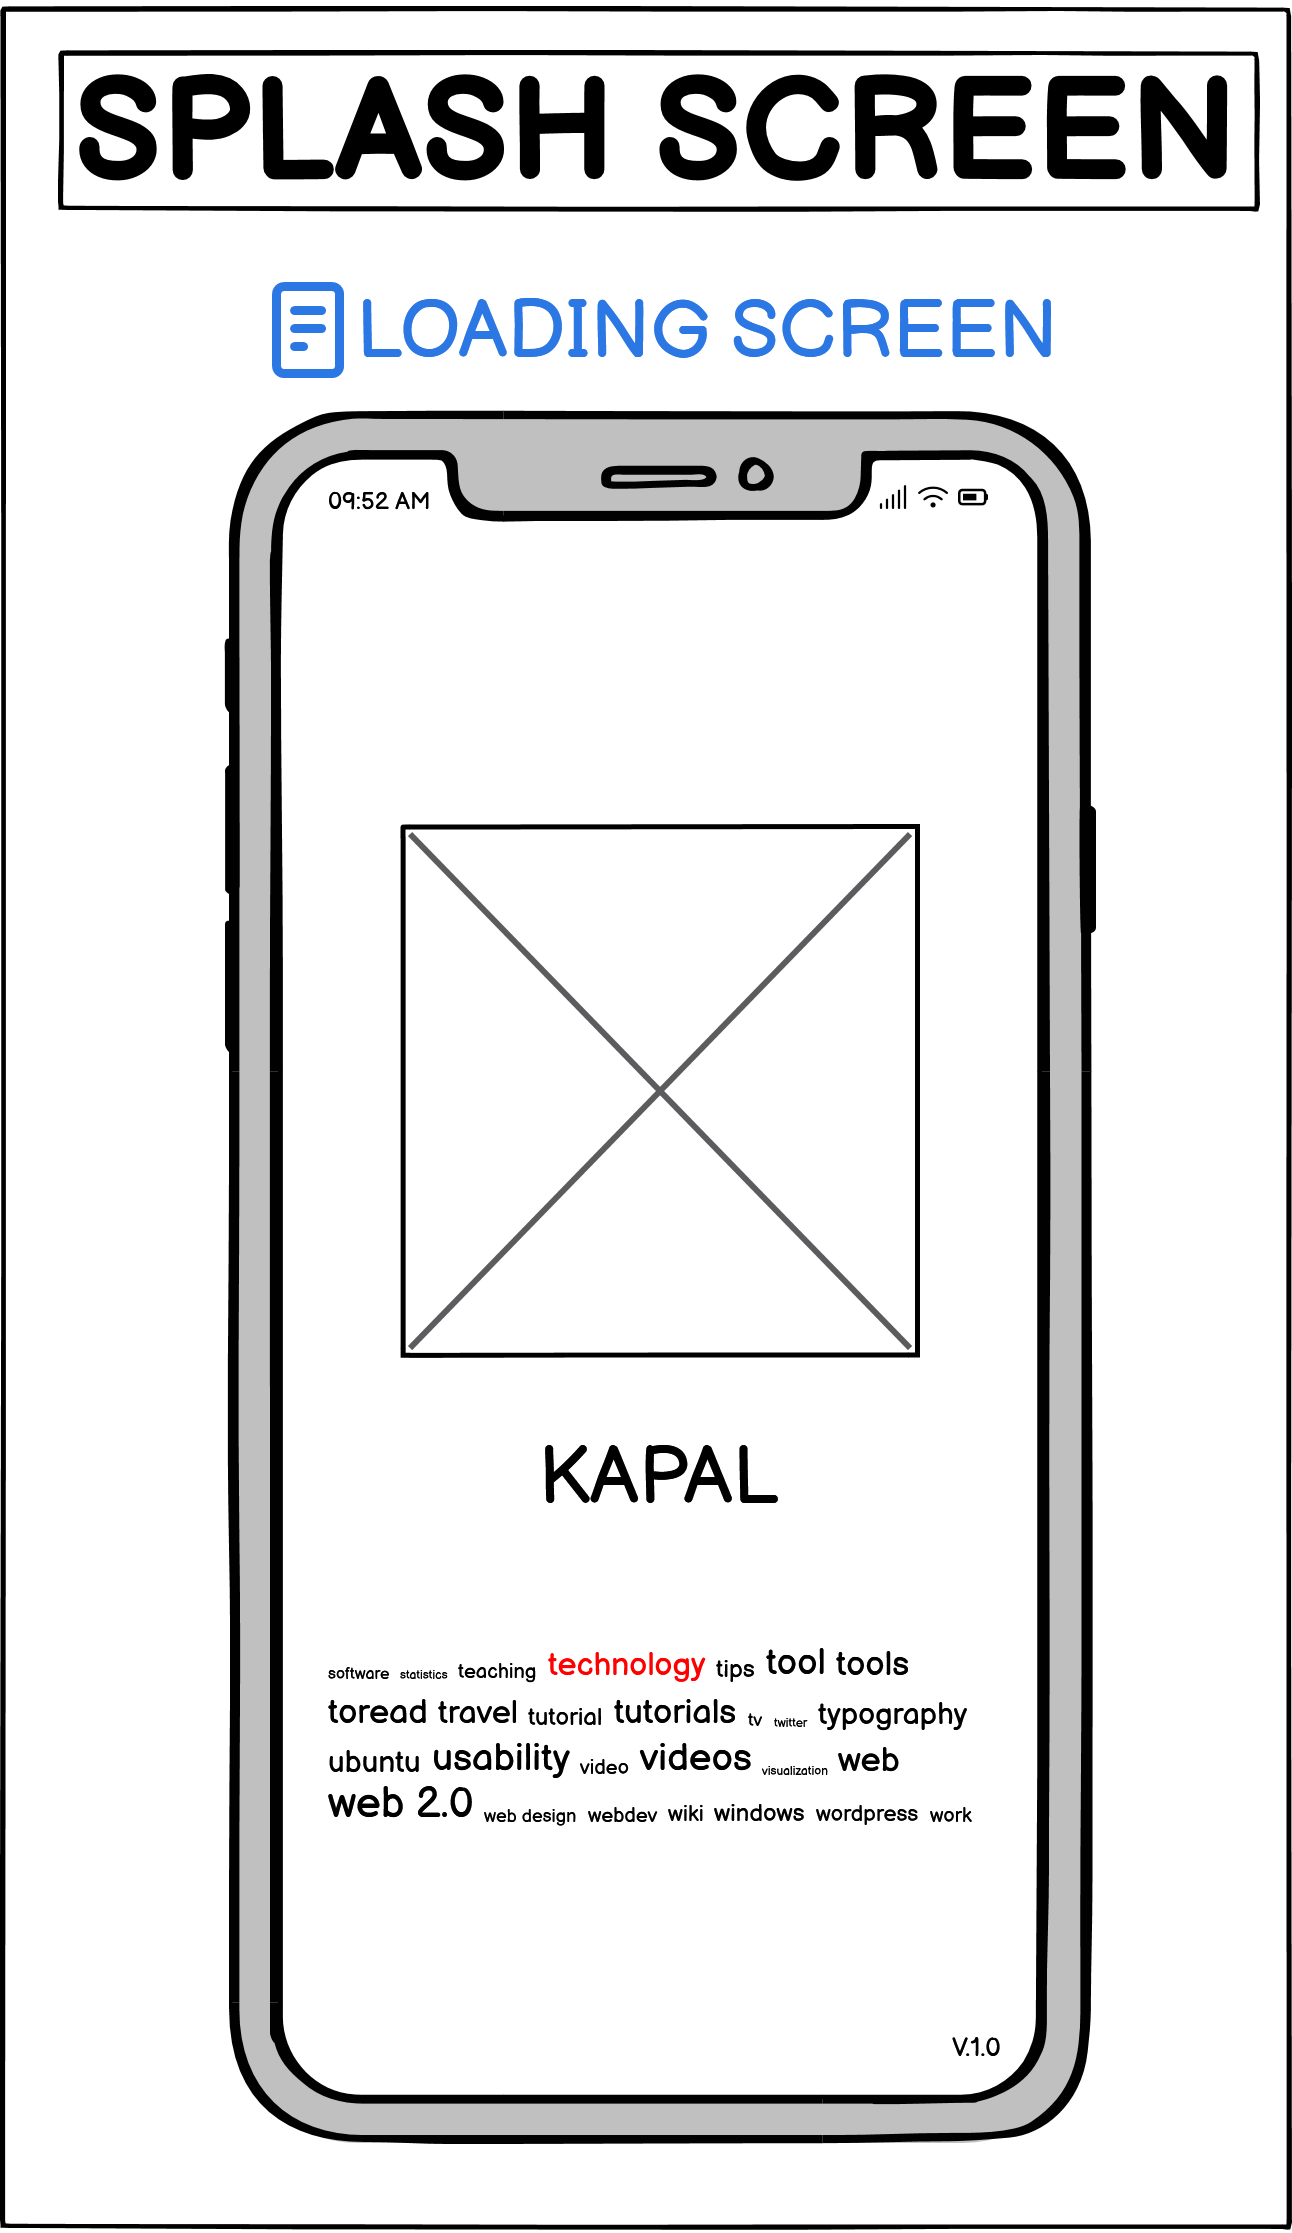 SPLASH SCREEN
LOADING SCREEN
09:52 AM
KAPAL
software statistics teaching technology tips tool tools
toread travel tutorial tutorials tv twitter typography
ubuntu usability video videos visualization web
web 2.0 web design webdev wiki windows wordpress work
V.1.0